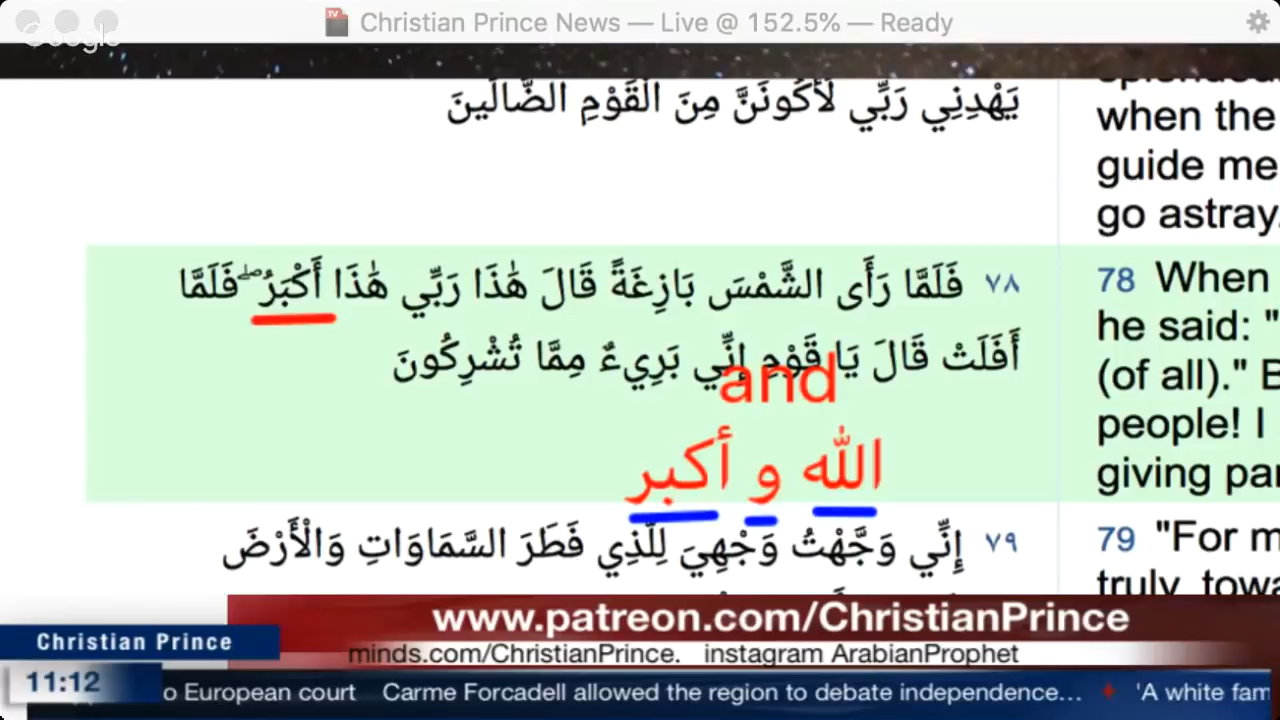 Christian Prince News — Live @ 152.5% — Ready
Google
يَهْدِنِي رَبِّي لَأَكُونَنَّ مِنَ الْقَوْمِ الضَّالِّينَ
when the
guide me
go astray.
٧٨ فَلَمَّا رَأَى الشَّمْسَ بَازِغَةً قَالَ هَٰذَا رَبِّي هَٰذَا أَكْبَرُ ۖ فَلَمَّا
أَفَلَتْ قَالَ يَا قَوْمِ إِنِّي بَرِيءٌ مِمَّا تُشْرِكُونَ
and
الله و أكبر
78 When
he said: "
(of all)." B
people! I
giving par
٧٩ إِنِّي وَجَّهْتُ وَجْهِيَ لِلَّذِي فَطَرَ السَّمَاوَاتِ وَالْأَرْضَ
79 "For m
truly, towa
www.patreon.com/ChristianPrince
Christian Prince
minds.com/ChristianPrince. instagram ArabianProphet
11:12
o European court Carme Forcadell allowed the region to debate independence... 'A white fam